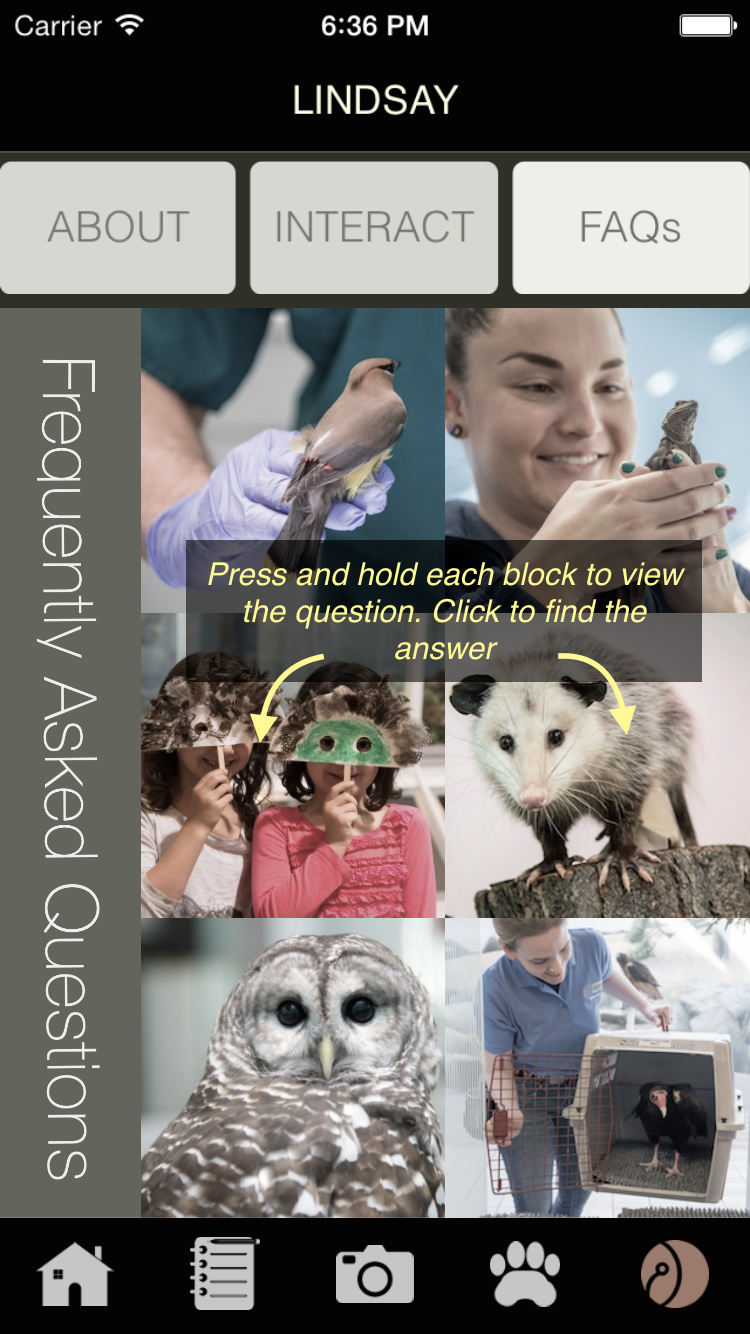 Carrier
6:36 PM
LINDSAY
ABOUT
INTERACT
FAQs
Frequently Asked Questions
Press and hold each block to view
the question. Click to find the
answer